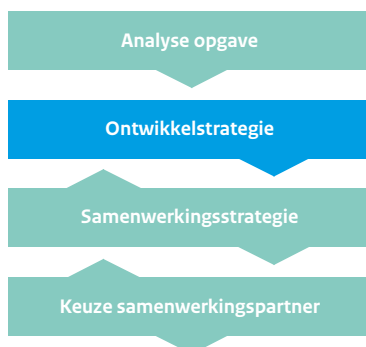 Analyse opgave
Ontwikkelstrategie
Samenwerkingsstrategie
Keuze samenwerkingspartner